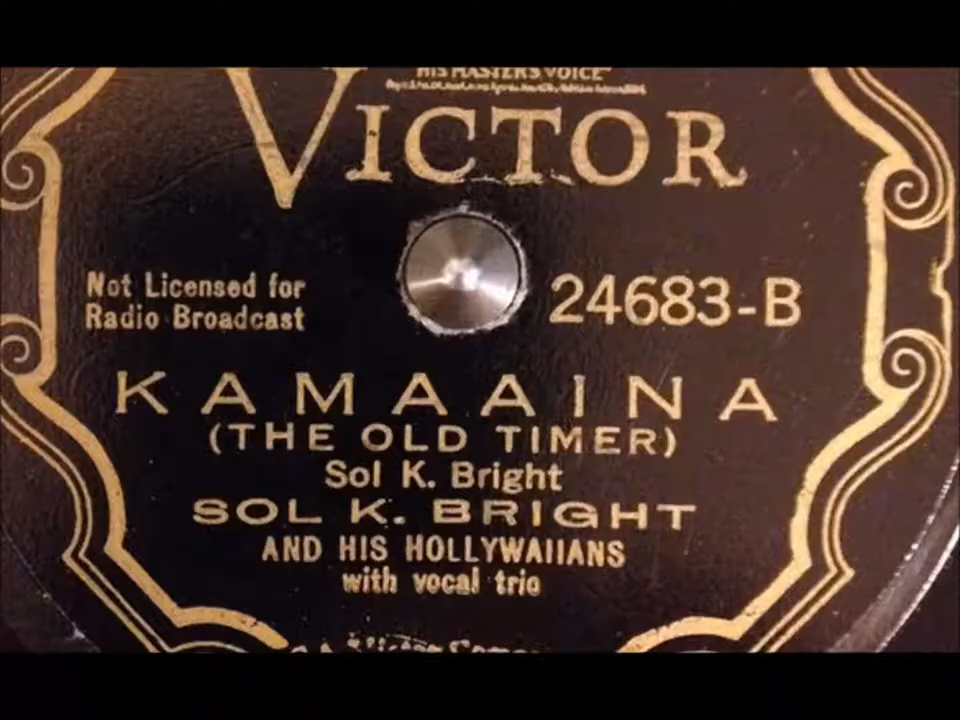 "HIS MASTER'S VOICE"
VICTOR
Not Licensed for
Radio Broadcast
24683-B
KAMAAINA
(THE OLD TIMER)
Sol K. Bright
SOL K. BRIGHT
AND HIS HOLLYWAIIANS
with vocal trio